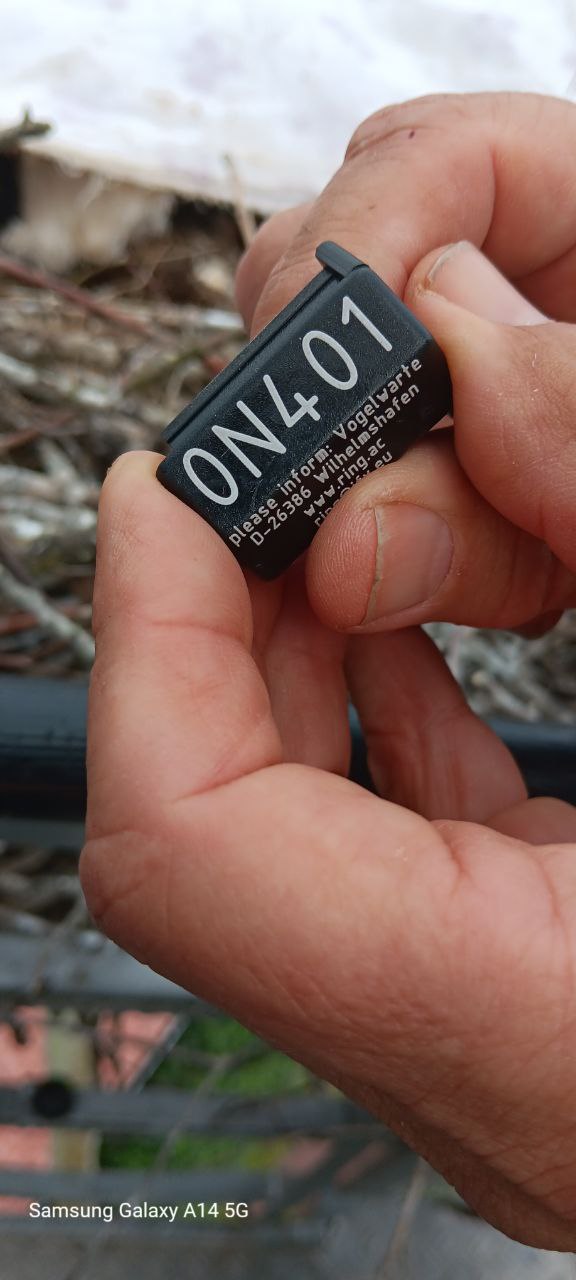 0N401
please inform: Vogelwarte
D-26386 Wilhelmshafen
www.ring.ac
Samsung Galaxy A14 5G